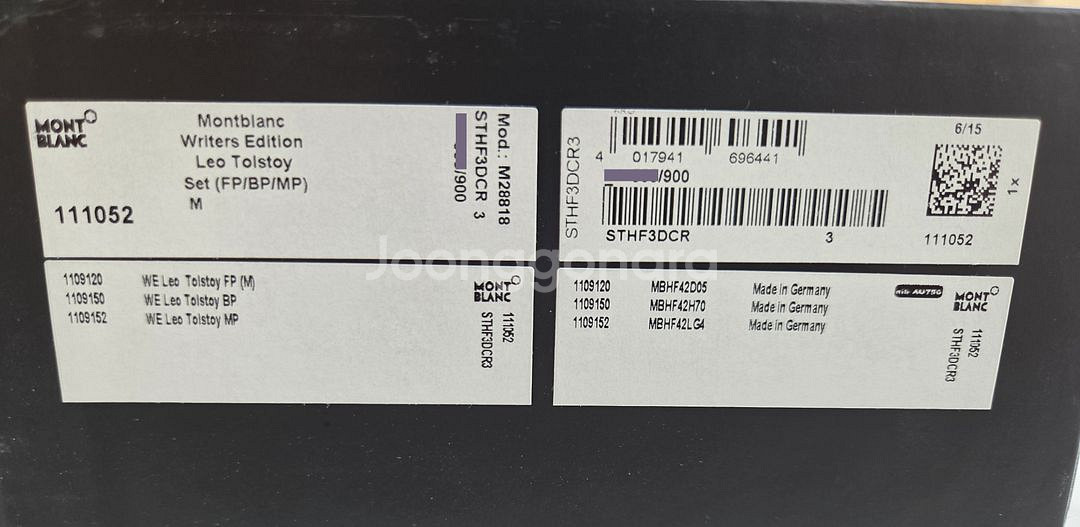 MONT
BLANC
Montblanc
Writers Edition
Leo Tolstoy
Set (FP/BP/MP)
M
111052
/900
STHF3DCR 3
Mod.: M28818
STHF3DCR3
4 017941 696441
/900
STHF3DCR 3
6/15
1x
111052
Joonggonara
1109120 WE Leo Tolstoy FP (M)
1109150 WE Leo Tolstoy BP
1109152 WE Leo Tolstoy MP
MONT
BLANC
111052
STHF3DCR3
1109120 MBHF42D05 Made in Germany
1109150 MBHF42H70 Made in Germany
1109152 MBHF42LG4 Made in Germany
nib AU750
MONT
BLANC
111052
STHF3DCR3